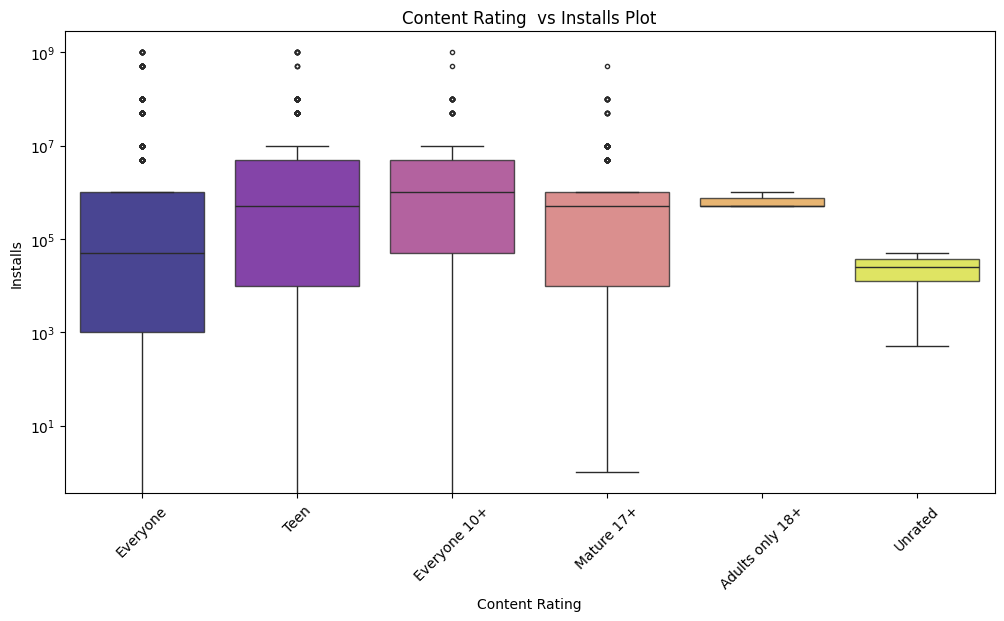 Content Rating  vs Installs Plot
Installs
10⁹
10⁷
10⁵
10³
10¹
Everyone
Teen
Everyone 10+
Mature 17+
Adults only 18+
Unrated
Content Rating